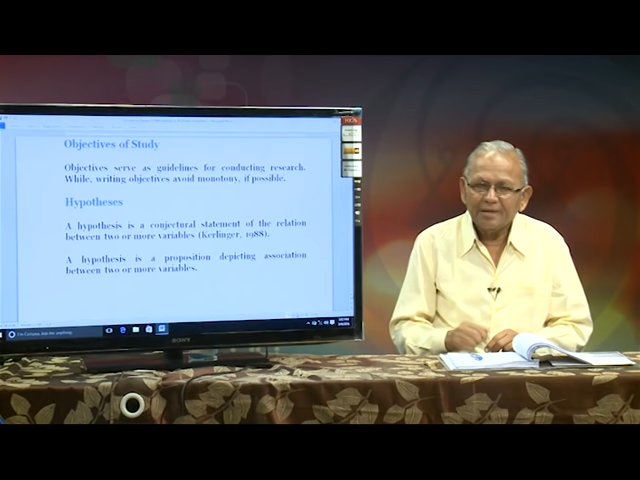 Objectives of Study
Objectives serve as guidelines for conducting research.
While, writing objectives avoid monotony, if possible.
Hypotheses
A hypothesis is a conjectural statement of the relation
between two or more variables (Kerlinger, 1988).
A hypothesis is a proposition depicting association
between two or more variables.
SONY